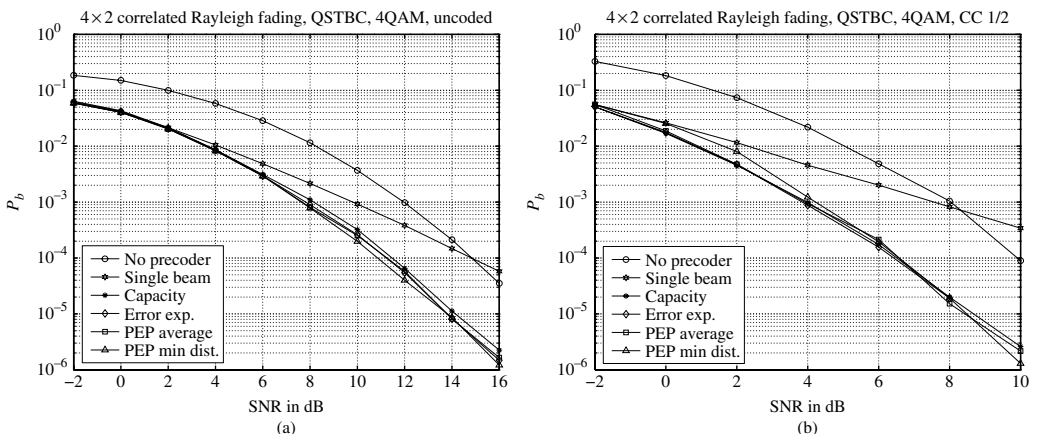 4×2 correlated Rayleigh fading, QSTBC, 4QAM, uncoded
10^0
10^−1
10^−2
10^−3
10^−4
10^−5
10^−6
P_b
No precoder
Single beam
Capacity
Error exp.
PEP average
PEP min dist.
−2 0 2 4 6 8 10 12 14 16
SNR in dB
(a)
4×2 correlated Rayleigh fading, QSTBC, 4QAM, CC 1/2
10^0
10^−1
10^−2
10^−3
10^−4
10^−5
10^−6
P_b
No precoder
Single beam
Capacity
Error exp.
PEP average
PEP min dist.
−2 0 2 4 6 8 10
SNR in dB
(b)